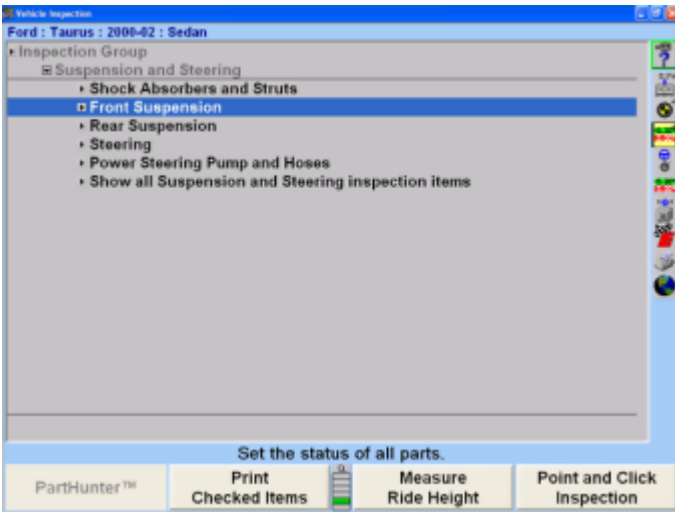 Vehicle Inspection
Ford : Taurus : 2000-02 : Sedan
Inspection Group
Suspension and Steering
Shock Absorbers and Struts
Front Suspension
Rear Suspension
Steering
Power Steering Pump and Hoses
Show all Suspension and Steering inspection items
Set the status of all parts.
PartHunter™
Print
Checked Items
Measure
Ride Height
Point and Click
Inspection